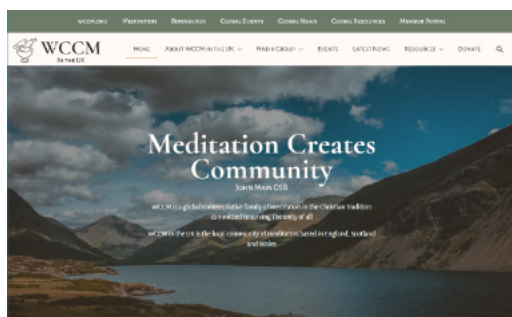 WCCM.ORG MEDITATION BONNEVAUX GLOBAL EVENTS GLOBAL NEWS GLOBAL RESOURCES MEMBER PORTAL
WCCM
IN THE UK
HOME ABOUT WCCM IN THE UK FIND A GROUP EVENTS LATEST NEWS RESOURCES DONATE
Meditation Creates
Community
JOHN MAIN OSB
WCCM is a global contemplative family of meditators in the Christian tradition
committed to serving the unity of all
WCCM in the UK is the local community of meditators based in England, Scotland
and Wales